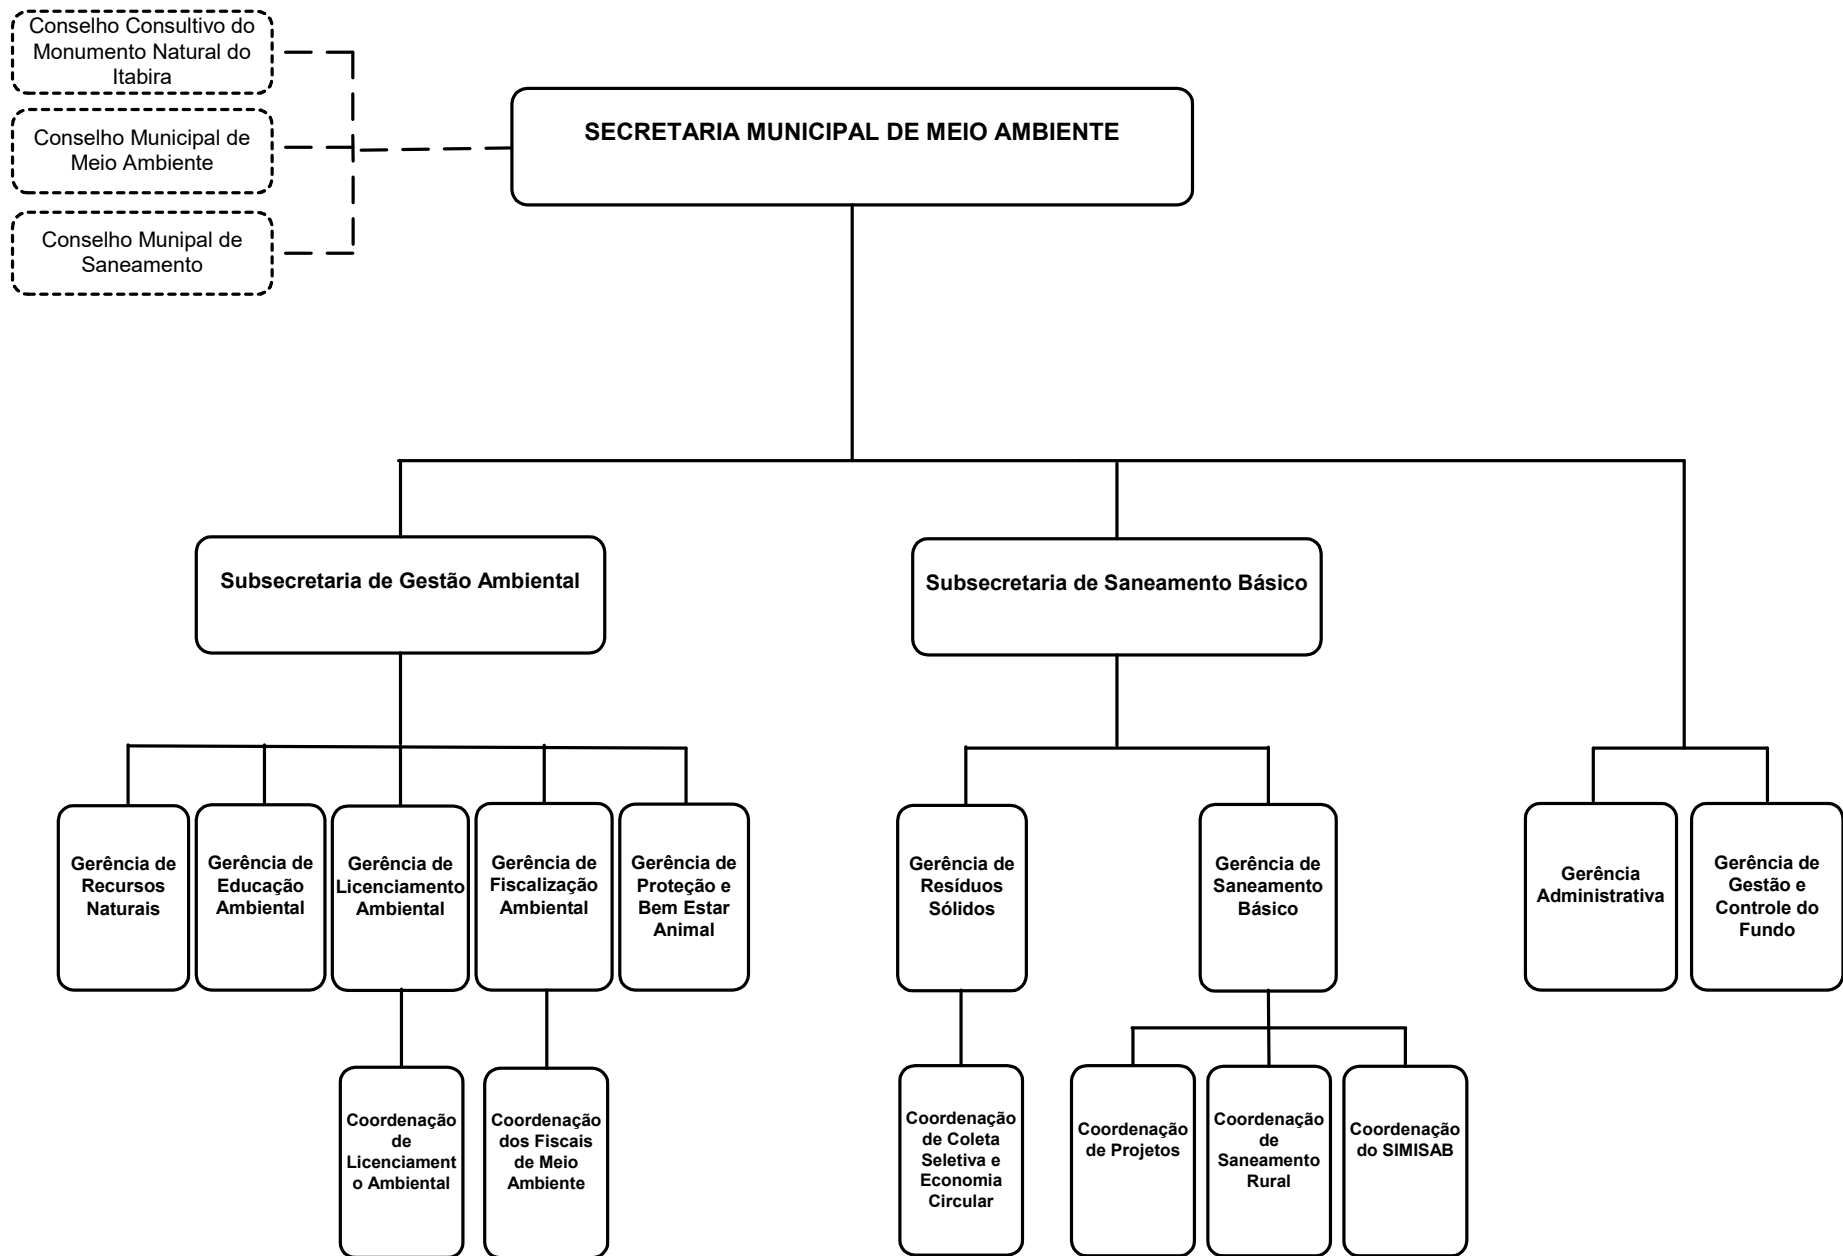 Conselho Consultivo do
Monumento Natural do
Itabira
Conselho Municipal de
Meio Ambiente
Conselho Munipal de
Saneamento
SECRETARIA MUNICIPAL DE MEIO AMBIENTE
Subsecretaria de Gestão Ambiental
Subsecretaria de Saneamento Básico
Gerência de
Recursos
Naturais
Gerência de
Educação
Ambiental
Gerência de
Licenciamento
Ambiental
Gerência de
Fiscalização
Ambiental
Gerência de
Proteção e
Bem Estar
Animal
Gerência de
Resíduos
Sólidos
Gerência de
Saneamento
Básico
Gerência
Administrativa
Gerência de
Gestão e
Controle do
Fundo
Coordenação
de
Licenciament
o Ambiental
Coordenação
dos Fiscais
de Meio
Ambiente
Coordenação
de Coleta
Seletiva e
Economia
Circular
Coordenação
de Projetos
Coordenação
de
Saneamento
Rural
Coordenação
do SIMISAB